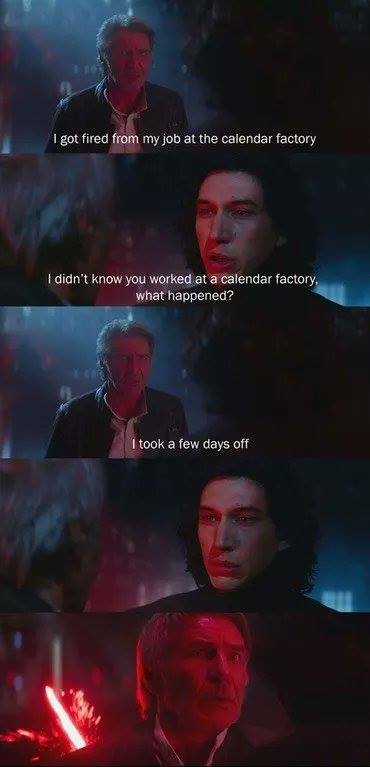 I got fired from my job at the calendar factory
I didn't know you worked at a calendar factory,
what happened?
I took a few days off